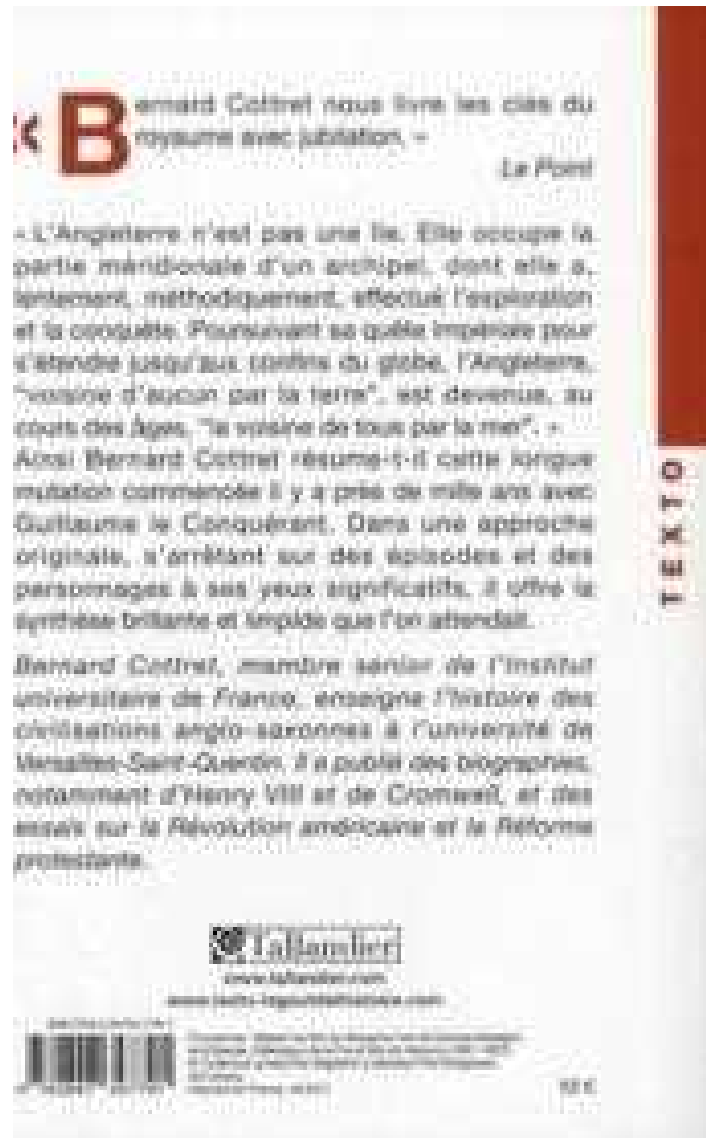 « Bernard Cottret nous livre les clés du
royaume avec jubilation. »
Le Point
« L'Angleterre n'est pas une île. Elle occupe la
partie méridionale d'un archipel, dont elle a,
lentement, méthodiquement, effectué l'exploration
et la conquête. Poursuivant sa quête impériale pour
s'étendre jusqu'aux confins du globe, l'Angleterre,
"voisine d'aucun par la terre", est devenue, au
cours des âges, "la voisine de tous par la mer". »
Ainsi Bernard Cottret résume-t-il cette longue
mutation commencée il y a près de mille ans avec
Guillaume le Conquérant. Dans une approche
originale, s'arrêtant sur des épisodes et des
personnages à ses yeux significatifs, il offre la
synthèse brillante et limpide que l'on attendait.
Bernard Cottret, membre sénior de l'Institut
universitaire de France, enseigne l'histoire des
civilisations anglo-saxonnes à l'université de
Versailles-Saint-Quentin. Il a publié des biographies,
notamment d'Henry VIII et de Cromwell, et des
essais sur la Révolution américaine et la Réforme
protestante.
Tallandier
www.tallandier.com
TEXTO